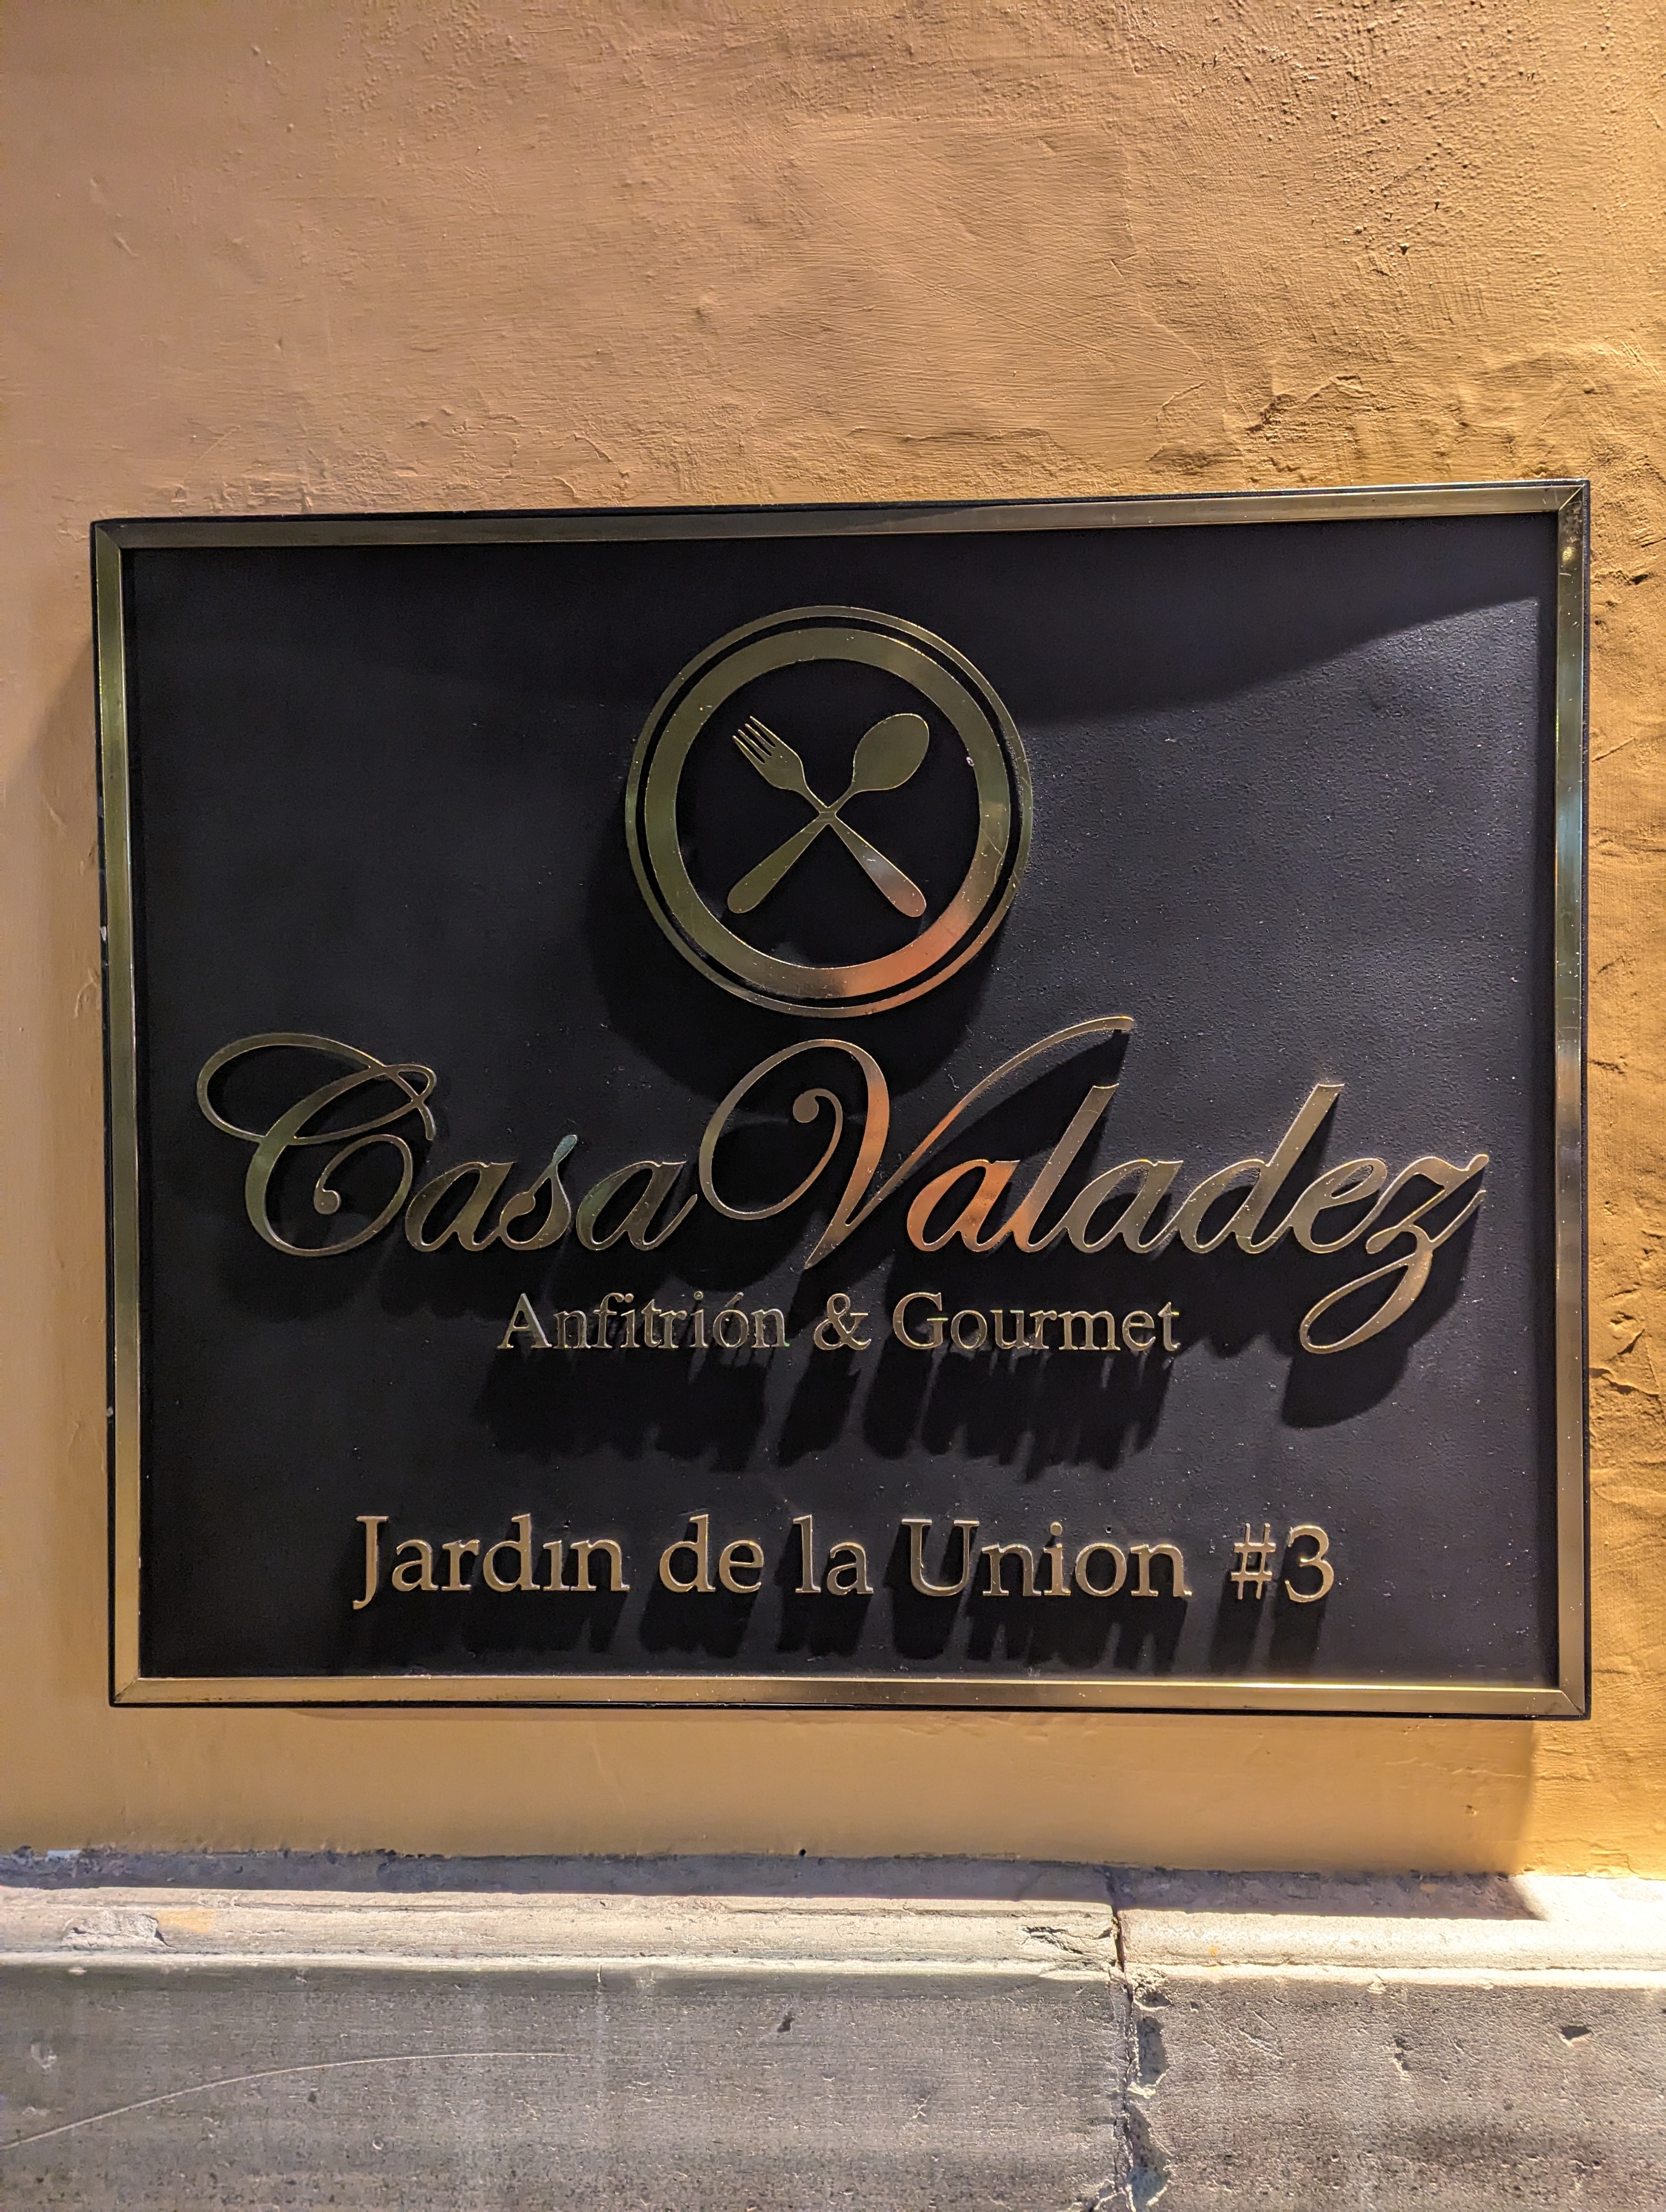 Casa Valadez
Anfitrión & Gourmet
Jardın de la Union #3